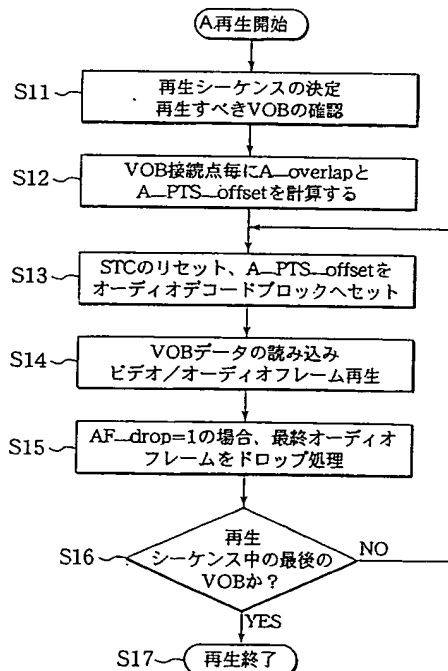 A再生開始
S11
再生シーケンスの決定
再生すべきVOBの確認
S12
VOB接続点毎にA_overlapと
A_PTS_offsetを計算する
S13
STCのリセット、A_PTS_offsetを
オーディオデコードブロックへセット
S14
VOBデータの読み込み
ビデオ/オーディオフレーム再生
S15
AF_drop=1の場合、最終オーディオ
フレームをドロップ処理
S16
再生
シーケンス中の最後の
VOBか?
NO
YES
S17
再生終了